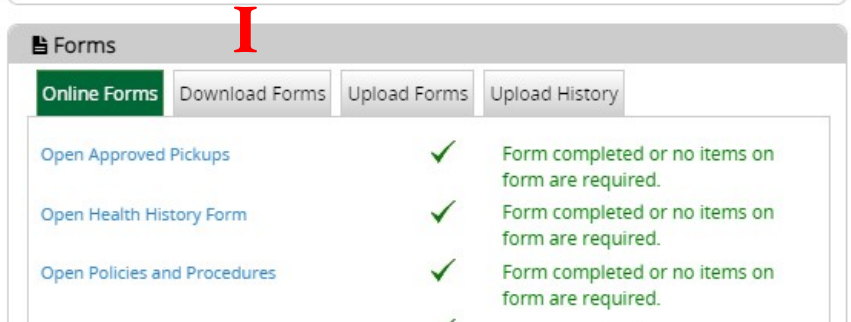 I
Forms
Online Forms Download Forms Upload Forms Upload History
Open Approved Pickups Form completed or no items on
form are required.
Open Health History Form Form completed or no items on
form are required.
Open Policies and Procedures Form completed or no items on
form are required.